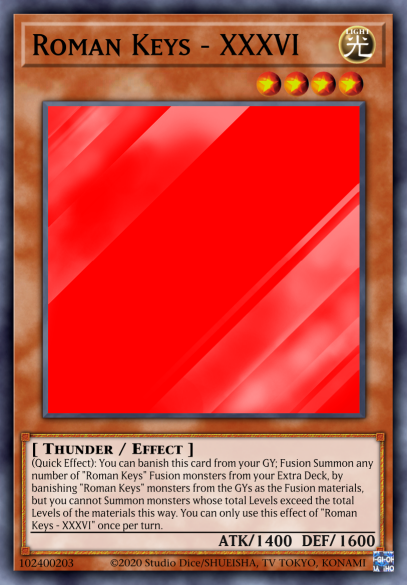 ROMAN KEYS - XXXVI
LIGHT
光
[ THUNDER / EFFECT ]
(Quick Effect): You can banish this card from your GY; Fusion Summon any
number of "Roman Keys" Fusion monsters from your Extra Deck, by
banishing "Roman Keys" monsters from the GYs as the Fusion materials,
but you cannot Summon monsters whose total Levels exceed the total
Levels of the materials this way. You can only use this effect of "Roman
Keys - XXXVI" once per turn.
ATK/1400 DEF/1600
102400203 ©2020 Studio Dice/SHUEISHA, TV TOKYO, KONAMI